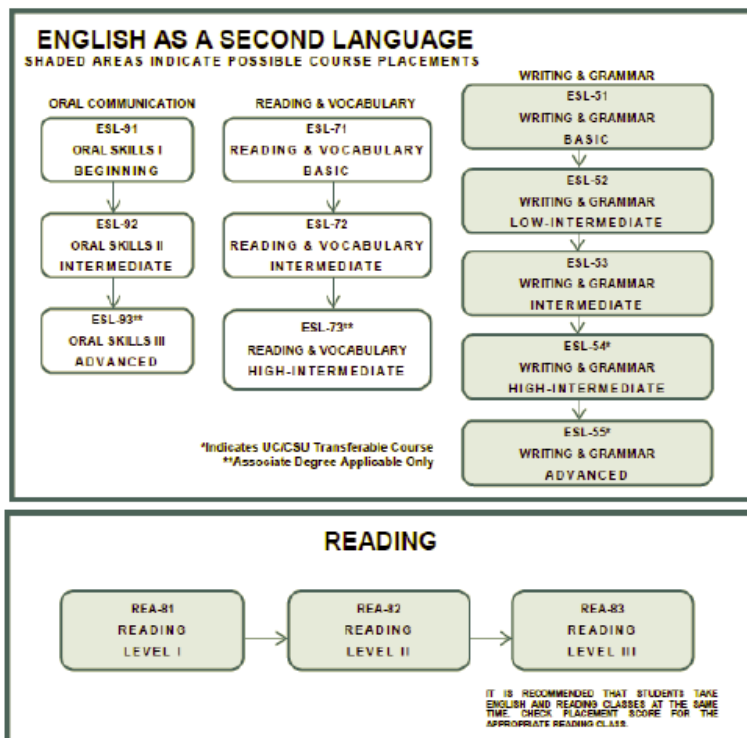 ENGLISH AS A SECOND LANGUAGE
SHADED AREAS INDICATE POSSIBLE COURSE PLACEMENTS
ORAL COMMUNICATION
ESL-91
ORAL SKILLS I
BEGINNING
ESL-92
ORAL SKILLS II
INTERMEDIATE
ESL-93**
ORAL SKILLS III
ADVANCED
READING & VOCABULARY
ESL-71
READING & VOCABULARY
BASIC
ESL-72
READING & VOCABULARY
INTERMEDIATE
ESL-73**
READING & VOCABULARY
HIGH-INTERMEDIATE
WRITING & GRAMMAR
ESL-51
WRITING & GRAMMAR
BASIC
ESL-52
WRITING & GRAMMAR
LOW-INTERMEDIATE
ESL-53
WRITING & GRAMMAR
INTERMEDIATE
ESL-54*
WRITING & GRAMMAR
HIGH-INTERMEDIATE
ESL-55*
WRITING & GRAMMAR
ADVANCED
*Indicates UC/CSU Transferable Course
**Associate Degree Applicable Only
READING
REA-81
READING
LEVEL I
REA-82
READING
LEVEL II
REA-83
READING
LEVEL III
IT IS RECOMMENDED THAT STUDENTS TAKE
ENGLISH AND READING CLASSES AT THE SAME
TIME. CHECK PLACEMENT SCORE FOR THE
APPROPRIATE READING CLASS.